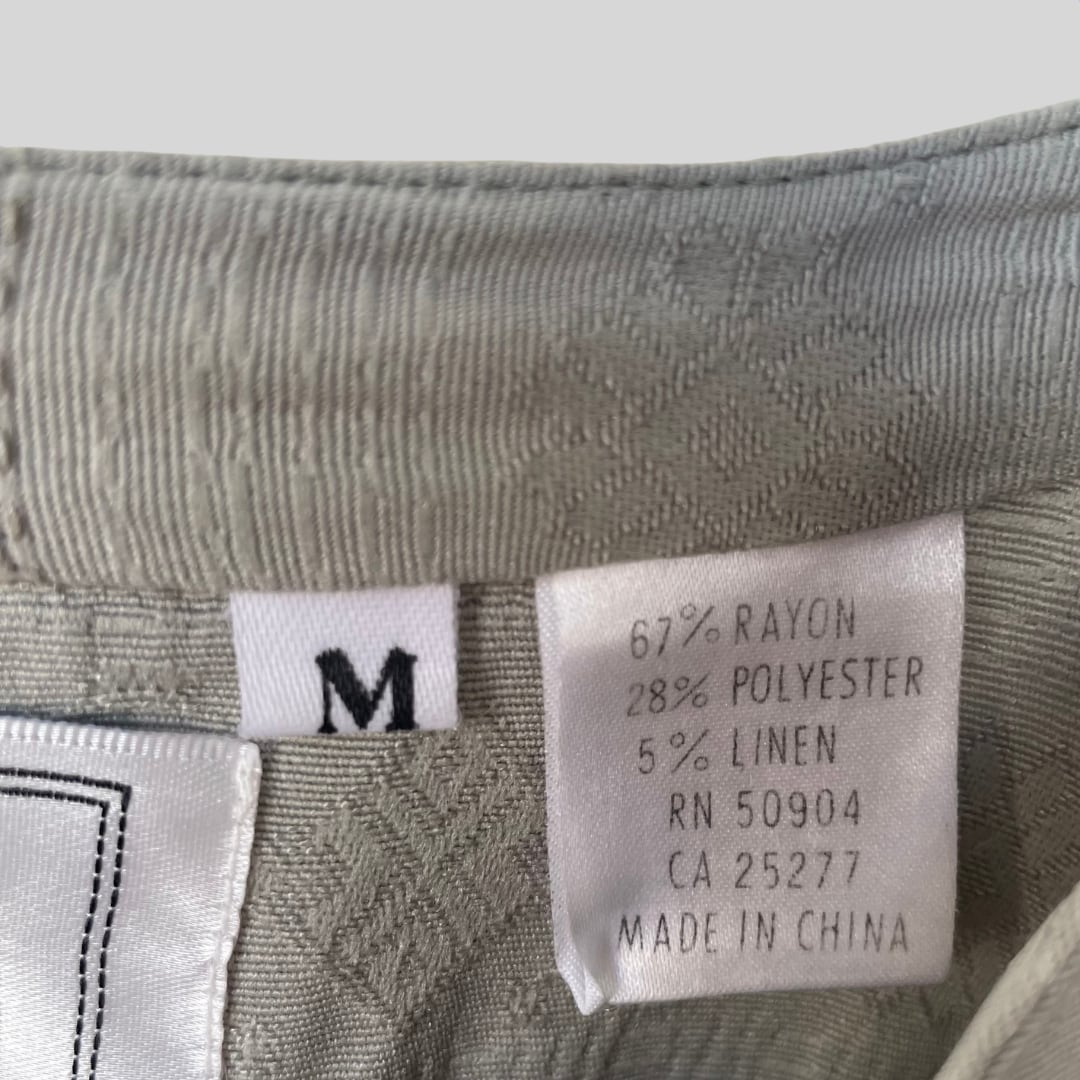 M
67% RAYON
28% POLYESTER
5% LINEN
RN 50904
CA 25277
MADE IN CHINA